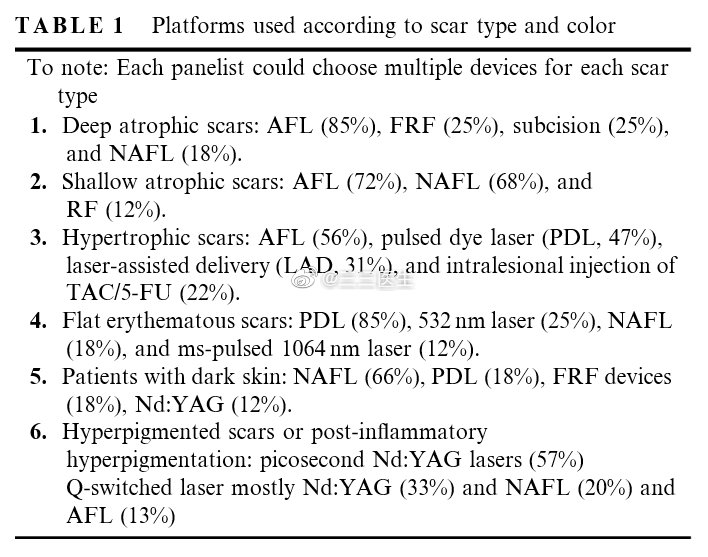 TABLE 1 Platforms used according to scar type and color
To note: Each panelist could choose multiple devices for each scar
type
1. Deep atrophic scars: AFL (85%), FRF (25%), subcision (25%),
and NAFL (18%).
2. Shallow atrophic scars: AFL (72%), NAFL (68%), and
RF (12%).
3. Hypertrophic scars: AFL (56%), pulsed dye laser (PDL, 47%),
laser-assisted delivery (LAD, 31%), and intralesional injection of
TAC/5-FU (22%).
@三三医生
4. Flat erythematous scars: PDL (85%), 532 nm laser (25%), NAFL
(18%), and ms-pulsed 1064 nm laser (12%).
5. Patients with dark skin: NAFL (66%), PDL (18%), FRF devices
(18%), Nd:YAG (12%).
6. Hyperpigmented scars or post-inflammatory
hyperpigmentation: picosecond Nd:YAG lasers (57%)
Q-switched laser mostly Nd:YAG (33%) and NAFL (20%) and
AFL (13%)